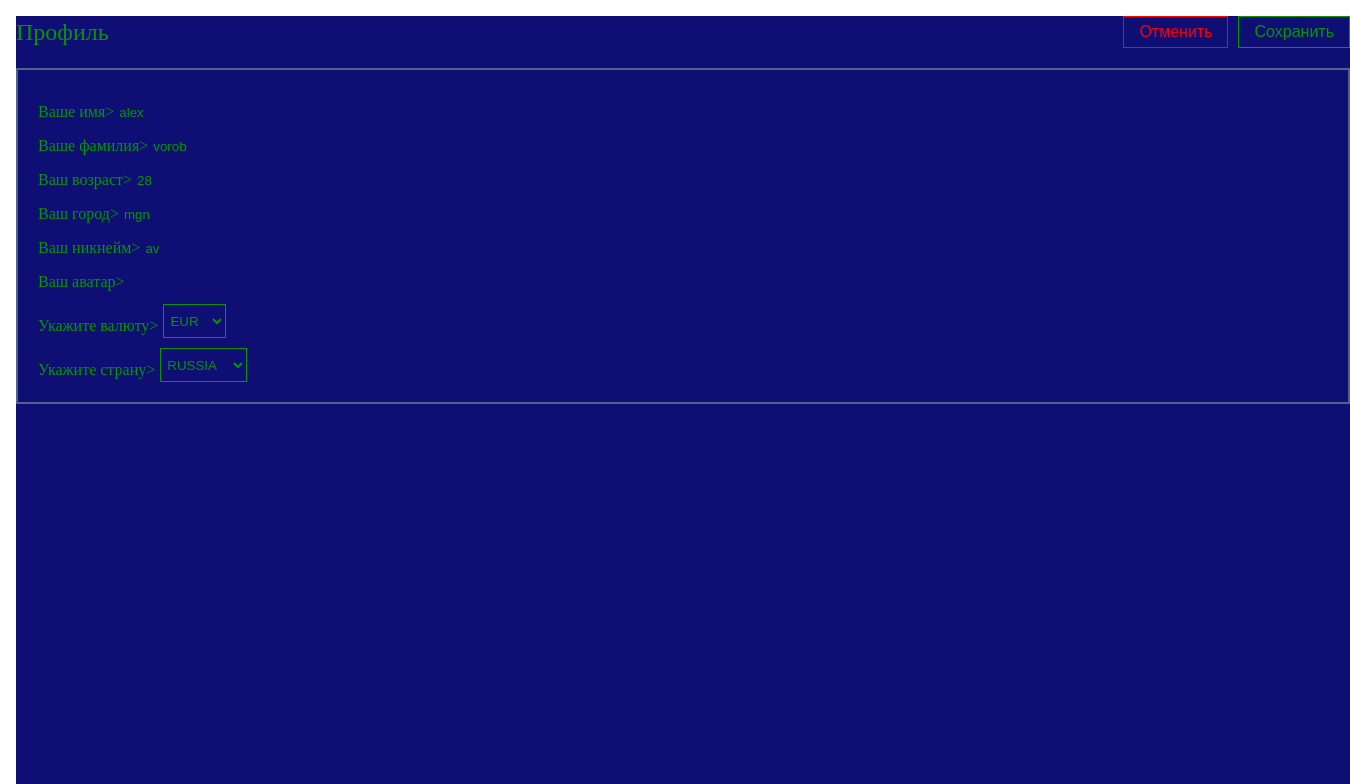 Профиль Отменить Сохранить
Ваше имя> alex
Ваше фамилия> vorob
Ваш возраст> 28
Ваш город> mgn
Ваш никнейм> av
Ваш аватар>
Укажите валюту> EUR
Укажите страну> RUSSIA